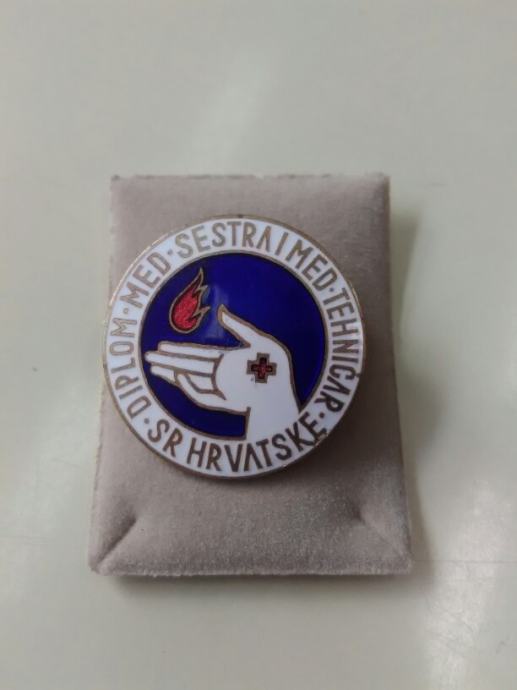 DIPLOM·MED·SESTRA I MED·TEHNIČAR·
SR HRVATSKE·